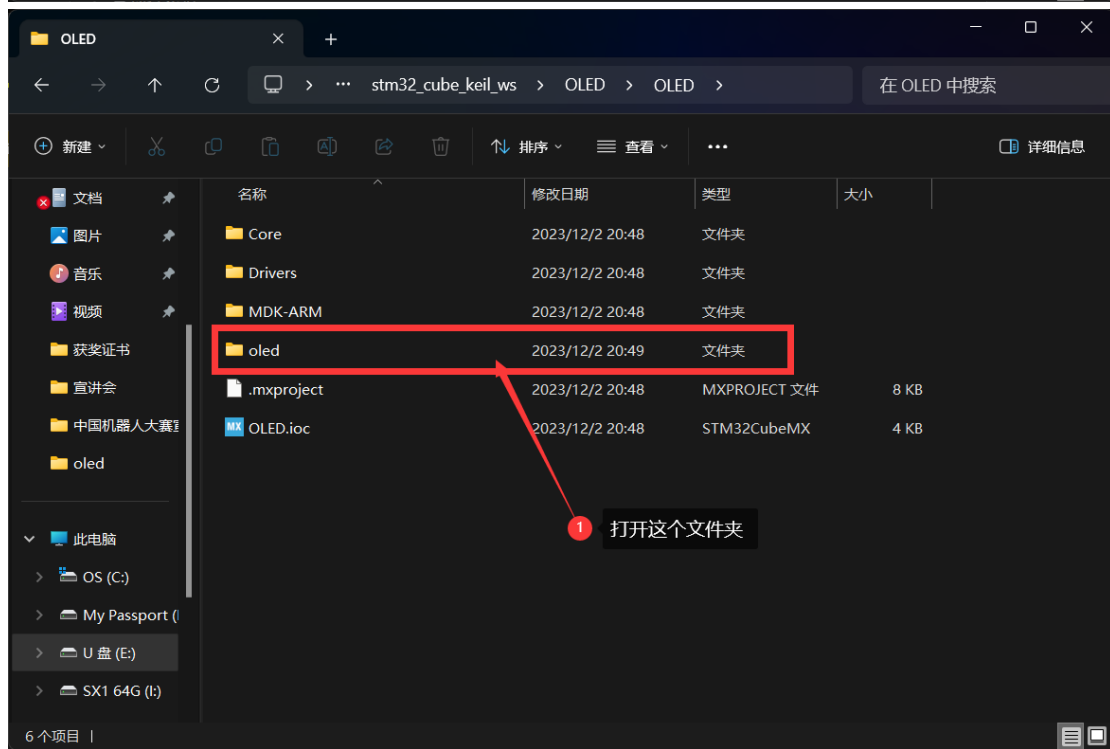 OLED
stm32_cube_keil_ws > OLED > OLED >
在 OLED 中搜索
新建
排序
查看
详细信息
名称 修改日期 类型 大小
文档
图片
音乐
视频
获奖证书
宣讲会
中国机器人大赛
oled
此电脑
OS (C:)
My Passport (
U 盘 (E:)
SX1 64G (I:)
Core 2023/12/2 20:48 文件夹
Drivers 2023/12/2 20:48 文件夹
MDK-ARM 2023/12/2 20:48 文件夹
oled 2023/12/2 20:49 文件夹
.mxproject 2023/12/2 20:48 MXPROJECT 文件 8 KB
MX OLED.ioc 2023/12/2 20:48 STM32CubeMX 4 KB
1 打开这个文件夹
6 个项目